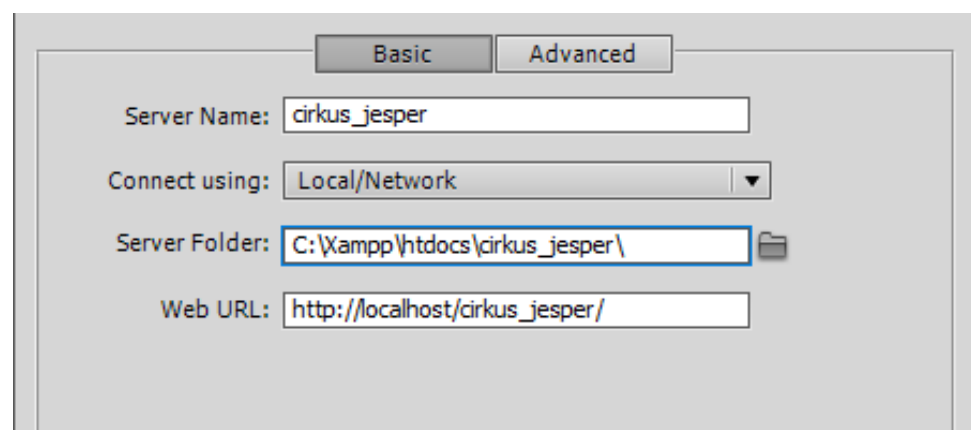 Basic Advanced
Server Name: cirkus_jesper
Connect using: Local/Network
Server Folder: C:\Xampp\htdocs\cirkus_jesper\
Web URL: http://localhost/cirkus_jesper/